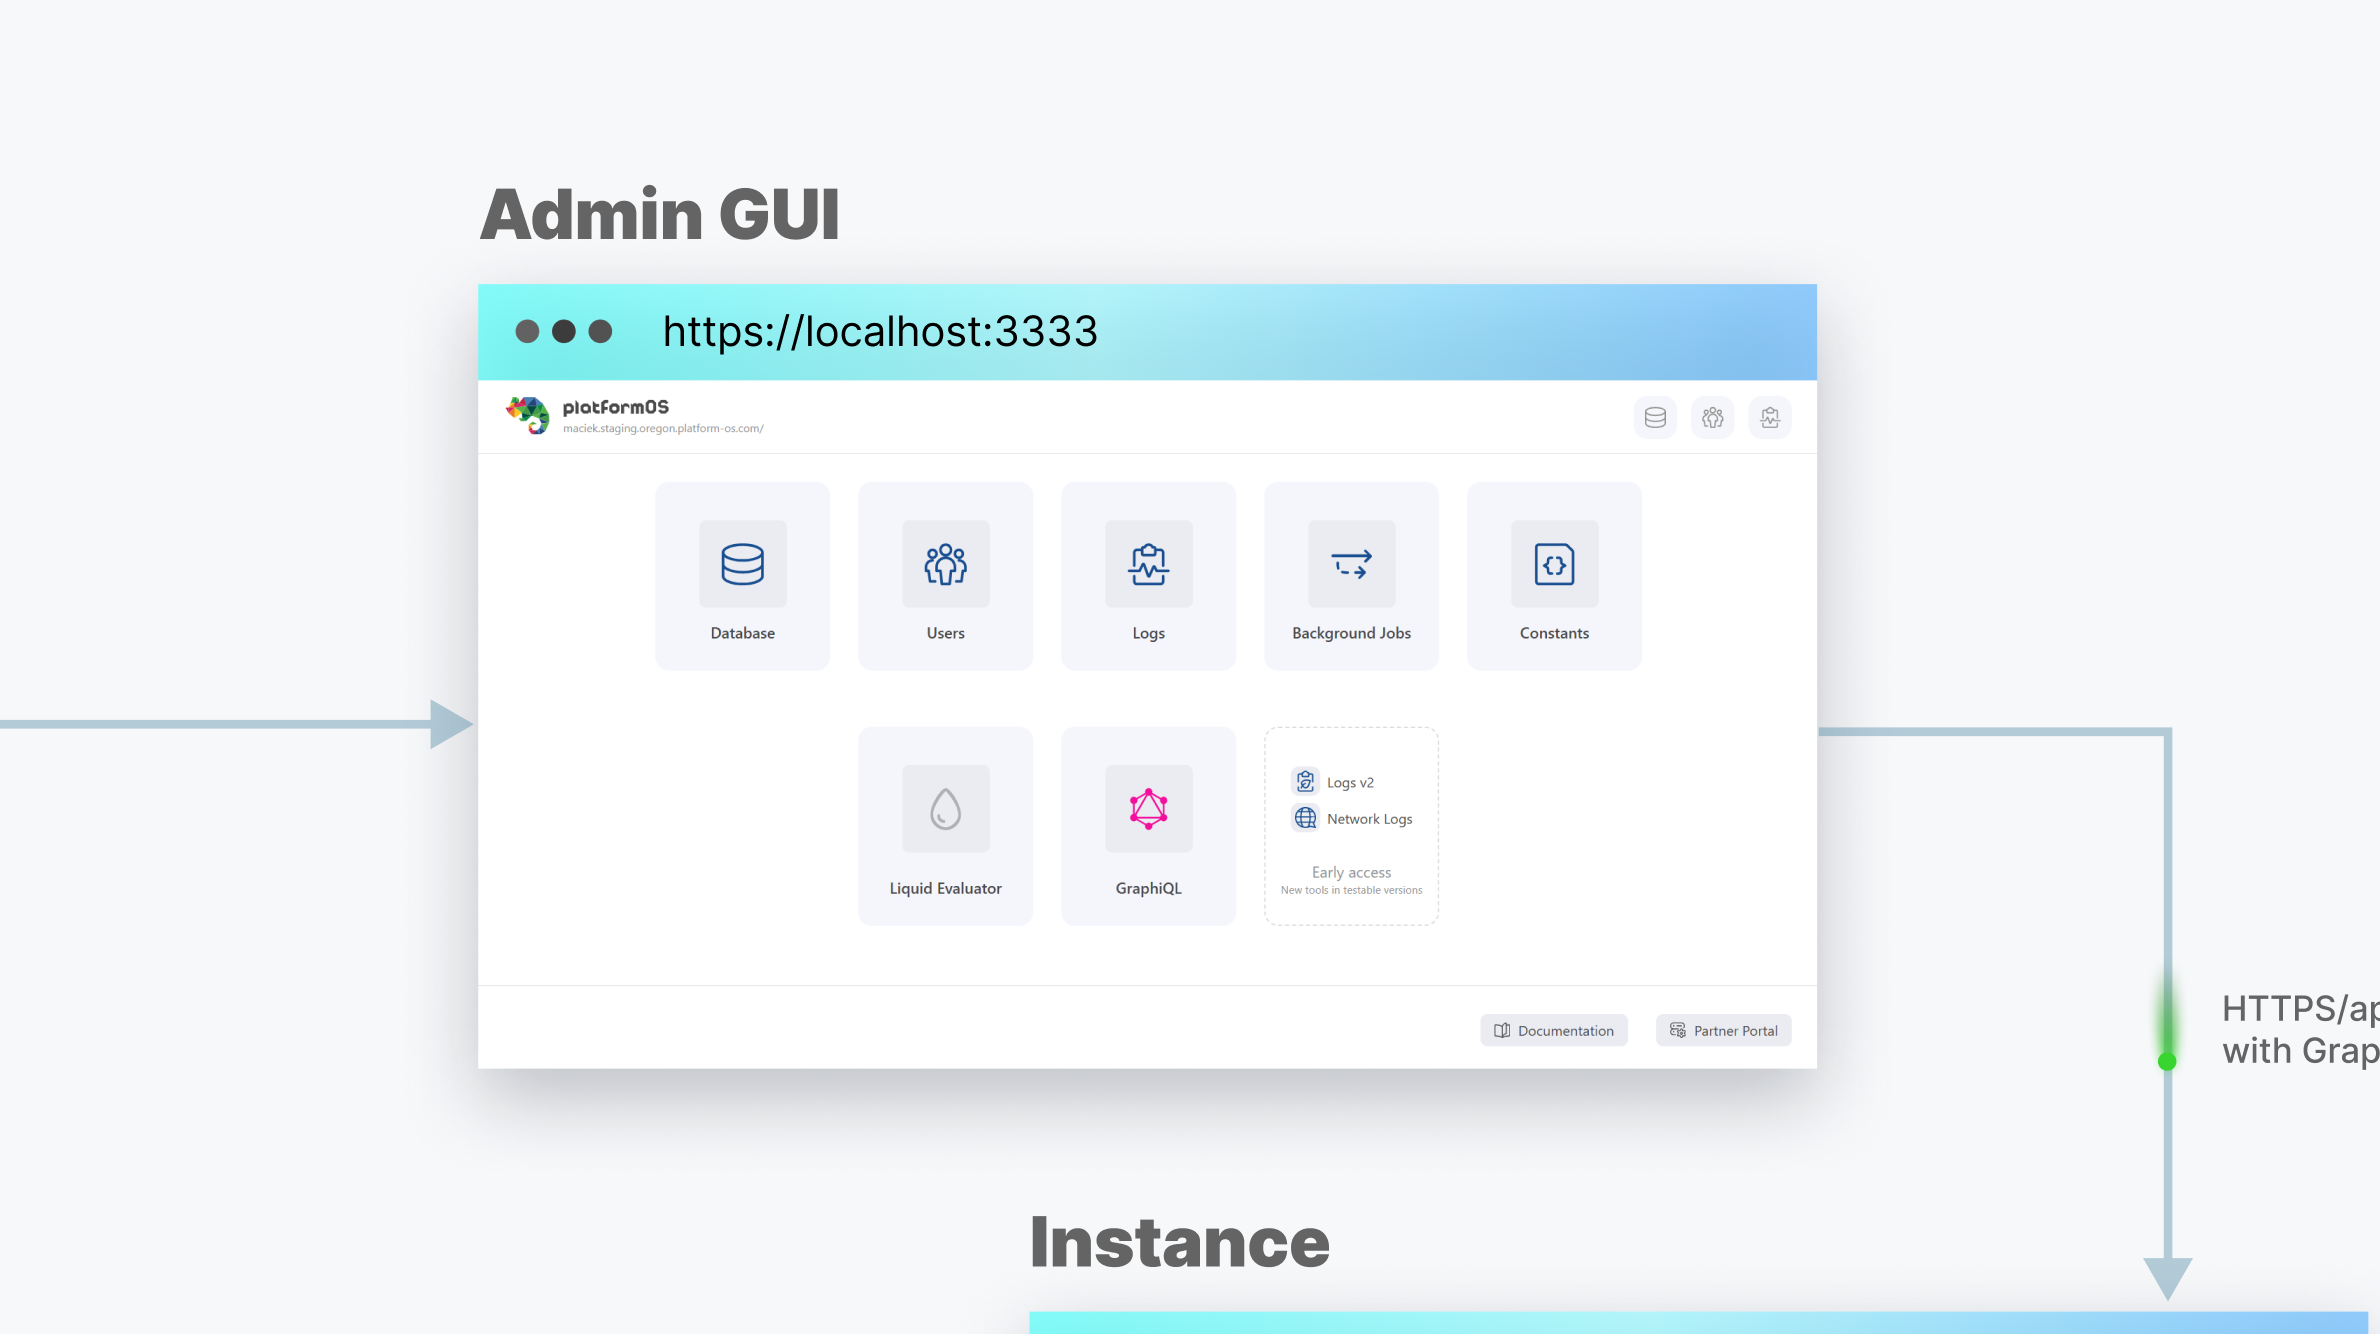 Admin GUI
https://localhost:3333
platformOS
maciek.staging.oregon.platform-os.com/
Database
Users
Logs
Background Jobs
Constants
Liquid Evaluator
GraphiQL
Logs v2
Network Logs
Early access
New tools in testable versions
Documentation
Partner Portal
HTTPS/ap
with Grap
Instance